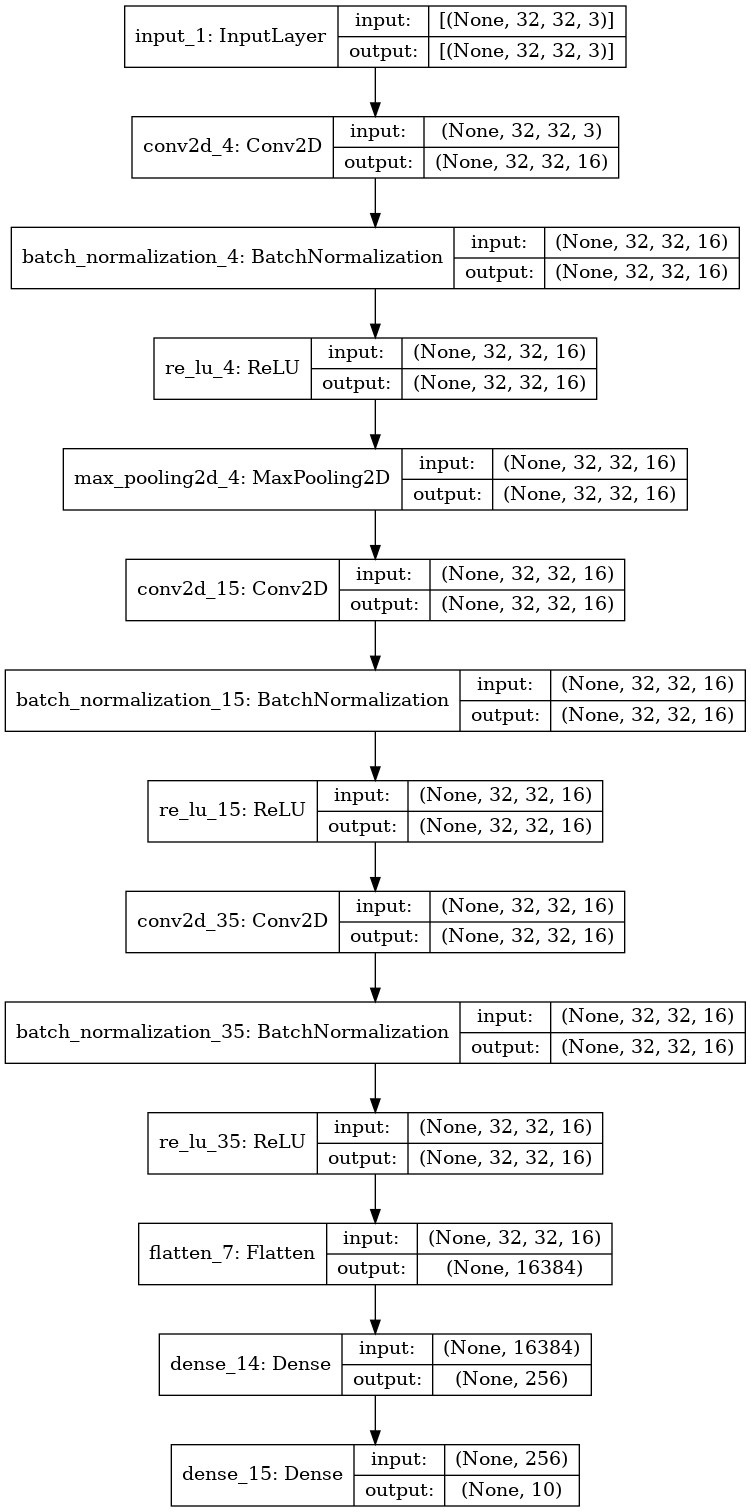 input_1: InputLayer
input: [(None, 32, 32, 3)]
output: [(None, 32, 32, 3)]
conv2d_4: Conv2D
input: (None, 32, 32, 3)
output: (None, 32, 32, 16)
batch_normalization_4: BatchNormalization
input: (None, 32, 32, 16)
output: (None, 32, 32, 16)
re_lu_4: ReLU
input: (None, 32, 32, 16)
output: (None, 32, 32, 16)
max_pooling2d_4: MaxPooling2D
input: (None, 32, 32, 16)
output: (None, 32, 32, 16)
conv2d_15: Conv2D
input: (None, 32, 32, 16)
output: (None, 32, 32, 16)
batch_normalization_15: BatchNormalization
input: (None, 32, 32, 16)
output: (None, 32, 32, 16)
re_lu_15: ReLU
input: (None, 32, 32, 16)
output: (None, 32, 32, 16)
conv2d_35: Conv2D
input: (None, 32, 32, 16)
output: (None, 32, 32, 16)
batch_normalization_35: BatchNormalization
input: (None, 32, 32, 16)
output: (None, 32, 32, 16)
re_lu_35: ReLU
input: (None, 32, 32, 16)
output: (None, 32, 32, 16)
flatten_7: Flatten
input: (None, 32, 32, 16)
output: (None, 16384)
dense_14: Dense
input: (None, 16384)
output: (None, 256)
dense_15: Dense
input: (None, 256)
output: (None, 10)